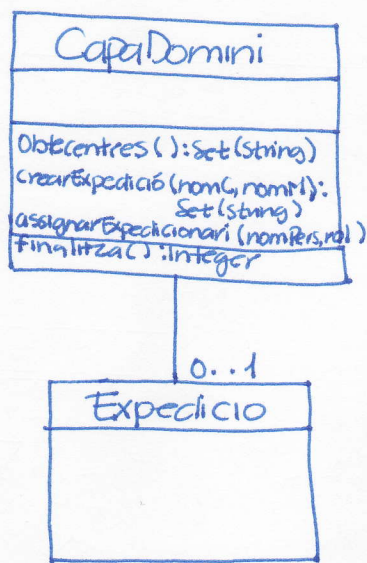 CapaDomini
Obtecentres():Set(String)
crearExpedició(nomC, nomM):
Set(String)
assignarExpedicionari(nomPers, rol)
finalitza():Integer
0..1
Expedicio